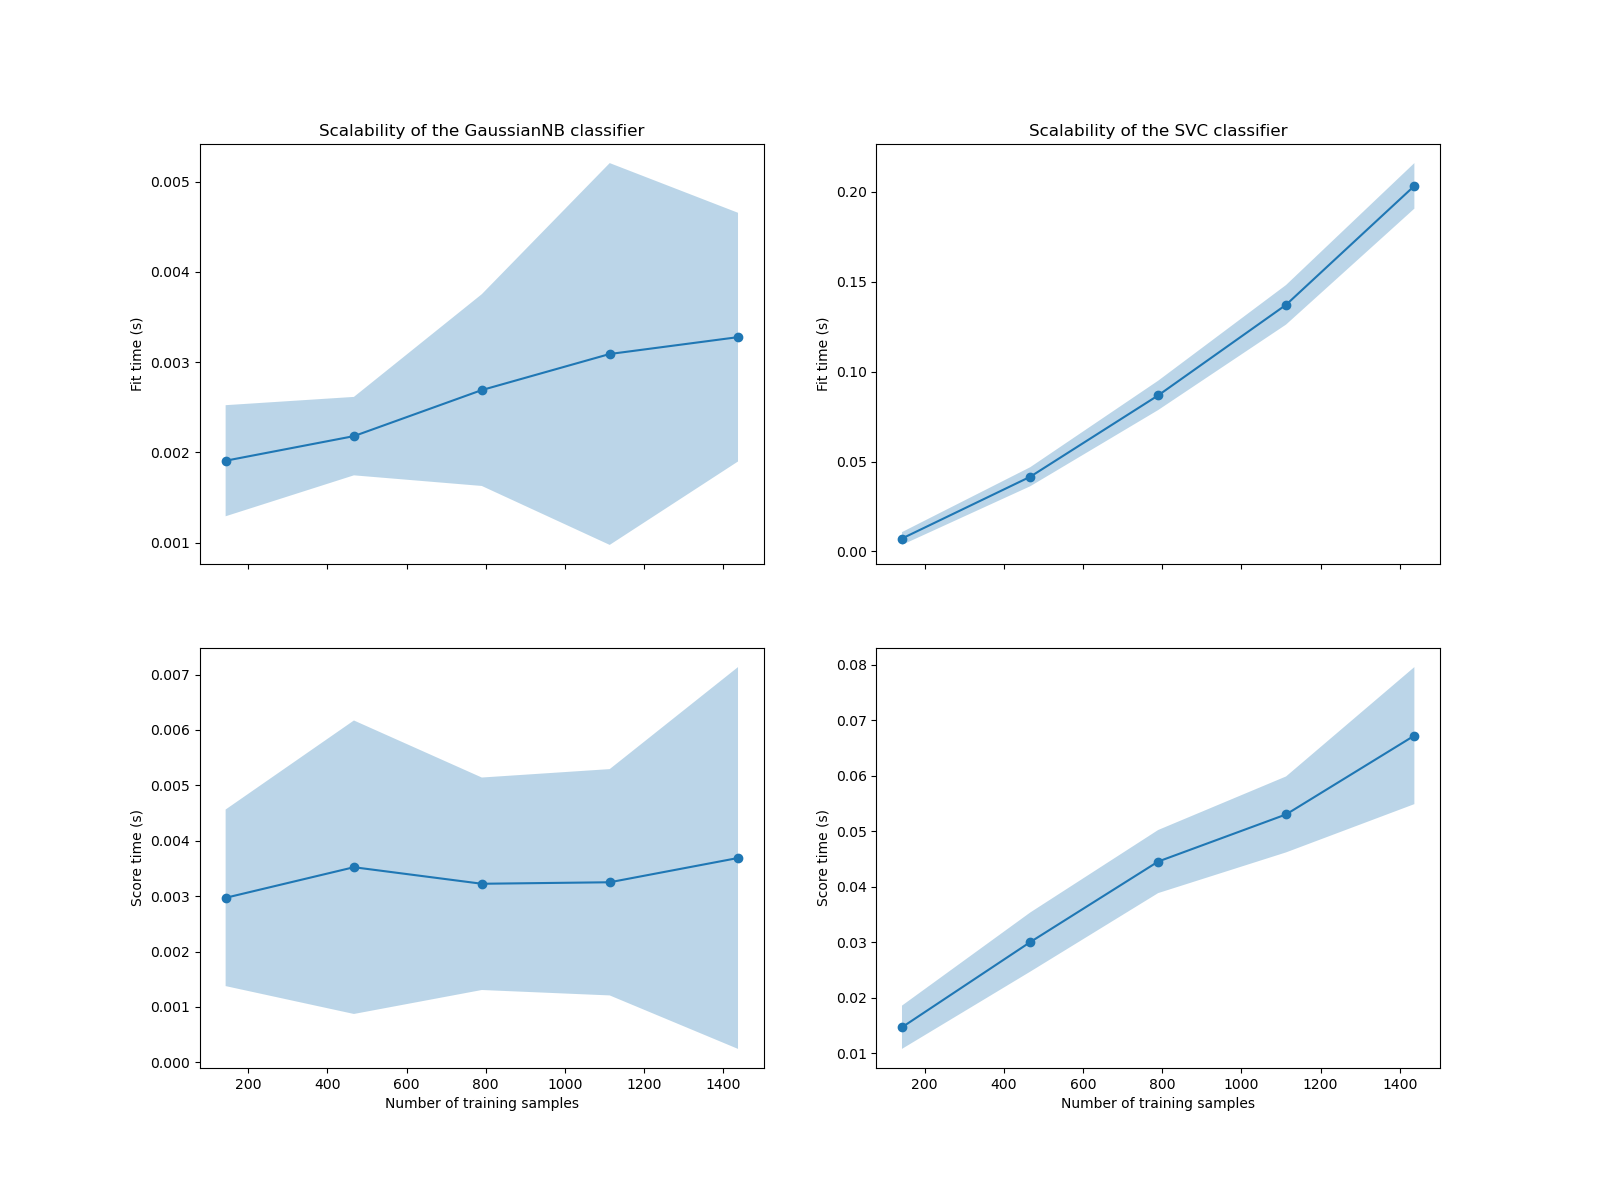 Scalability of the GaussianNB classifier
Fit time (s)
0.005
0.004
0.003
0.002
0.001
Scalability of the SVC classifier
Fit time (s)
0.20
0.15
0.10
0.05
0.00
Score time (s)
0.007
0.006
0.005
0.004
0.003
0.002
0.001
0.000
200 400 600 800 1000 1200 1400
Number of training samples
Score time (s)
0.08
0.07
0.06
0.05
0.04
0.03
0.02
0.01
200 400 600 800 1000 1200 1400
Number of training samples